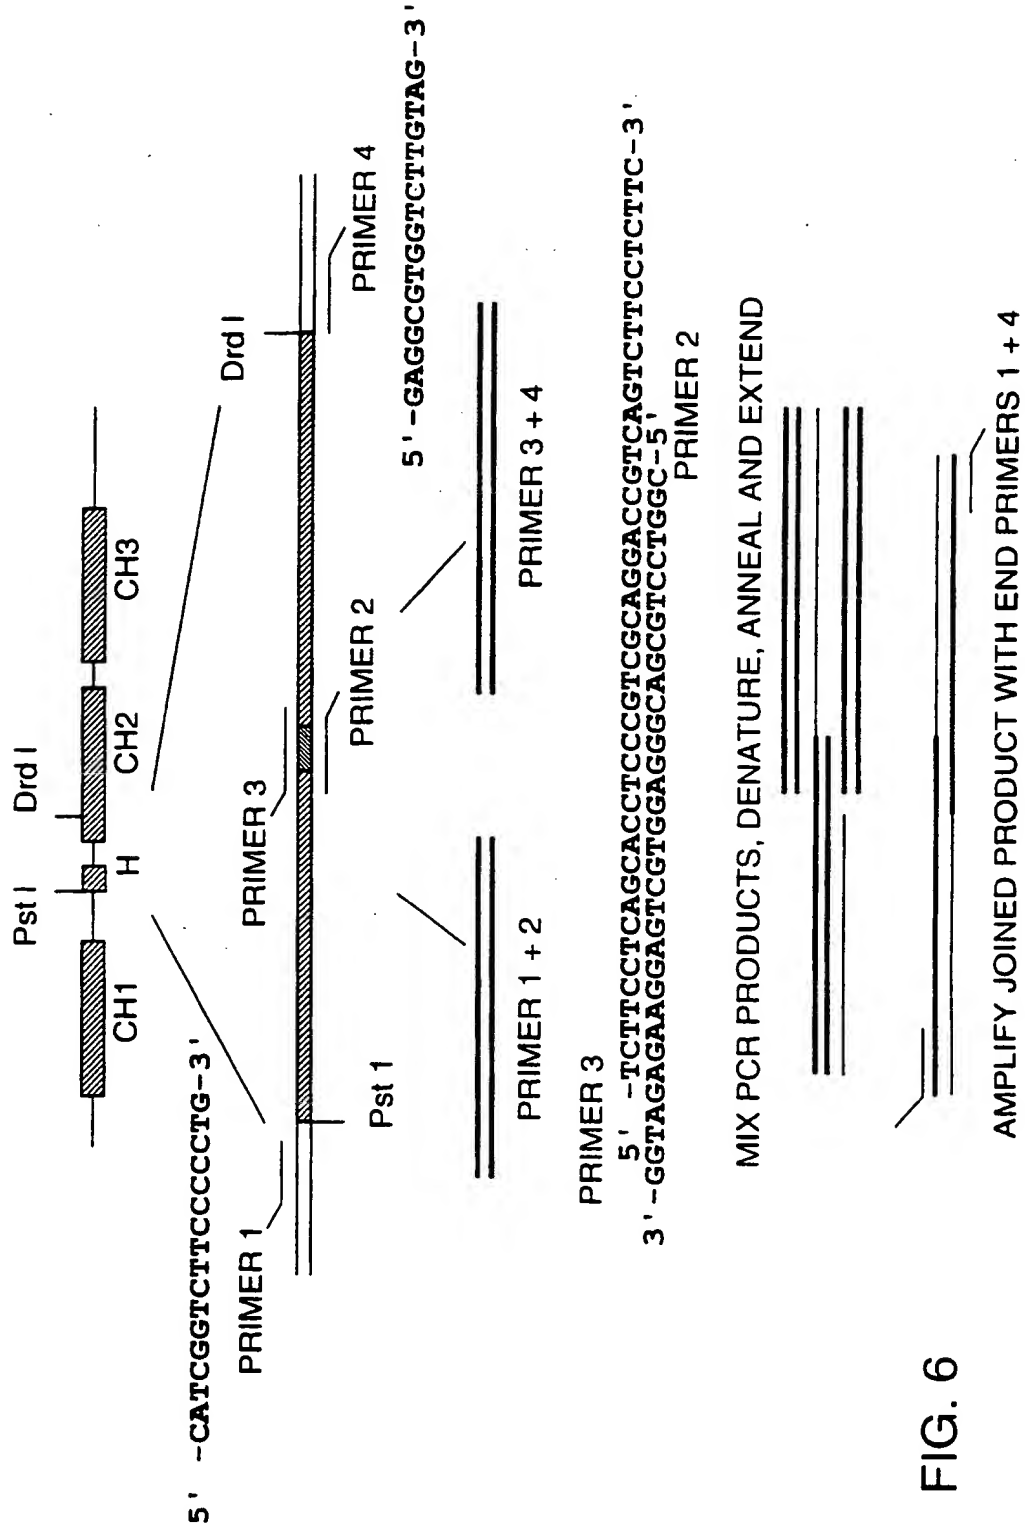 Pst I
Drd I
CH1
H
CH2
CH3
5' -CATCGGTCTTCCCCCTG-3'
Drd I
PRIMER 1
PRIMER 3
Pst 1
PRIMER 2
PRIMER 4
5'-GAGGCGTGGTCTTGTAG-3'
PRIMER 1 + 2
PRIMER 3 + 4
PRIMER 3
5' -TCTTCCTCAGCACCTCCCGTCGCAGGACCGTCAGTCTTCCTCTTC-3'
3'-GGTAGAGAAGGAGTCGTGGAGGGCAGCGTCCTGGC-5'
PRIMER 2
MIX PCR PRODUCTS, DENATURE, ANNEAL AND EXTEND
AMPLIFY JOINED PRODUCT WITH END PRIMERS 1 + 4
FIG. 6